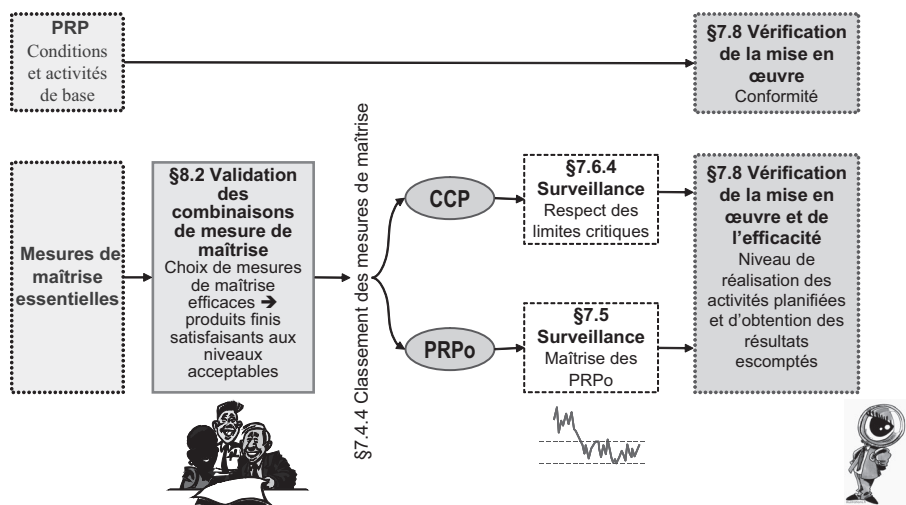 PRP
Conditions
et activités
de base
§7.8 Vérification
de la mise en
œuvre
Conformité
Mesures de
maîtrise
essentielles
§8.2 Validation
des
combinaisons
de mesure de
maîtrise
Choix de mesures
de maîtrise
efficaces ➔
produits finis
satisfaisants aux
niveaux
acceptables
§7.4.4 Classement des mesures de maîtrise
CCP
§7.6.4
Surveillance
Respect des
limites critiques
PRPo
§7.5
Surveillance
Maîtrise des
PRPo
§7.8 Vérification
de la mise en
œuvre et de
l’efficacité
Niveau de
réalisation des
activités planifiées
et d’obtention des
résultats
escomptés